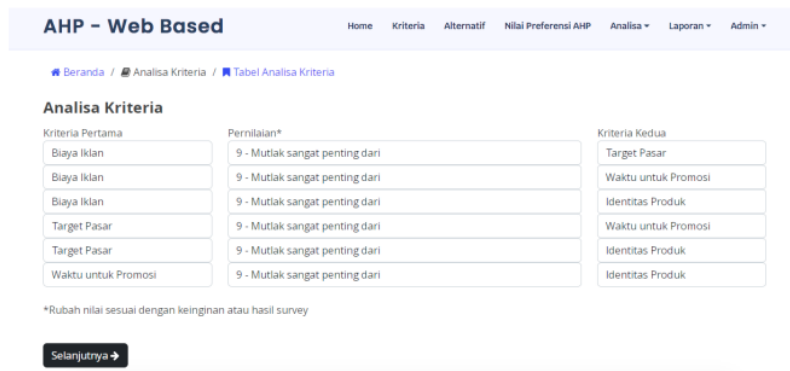 AHP - Web Based Home Kriteria Alternatif Nilai Preferensi AHP Analisa Laporan Admin
Beranda / Analisa Kriteria / Tabel Analisa Kriteria
Analisa Kriteria
Kriteria Pertama Pernilaian* Kriteria Kedua
Biaya Iklan 9 - Mutlak sangat penting dari Target Pasar
Biaya Iklan 9 - Mutlak sangat penting dari Waktu untuk Promosi
Biaya Iklan 9 - Mutlak sangat penting dari Identitas Produk
Target Pasar 9 - Mutlak sangat penting dari Waktu untuk Promosi
Target Pasar 9 - Mutlak sangat penting dari Identitas Produk
Waktu untuk Promosi 9 - Mutlak sangat penting dari Identitas Produk
*Rubah nilai sesuai dengan keinginan atau hasil survey
Selanjutnya →